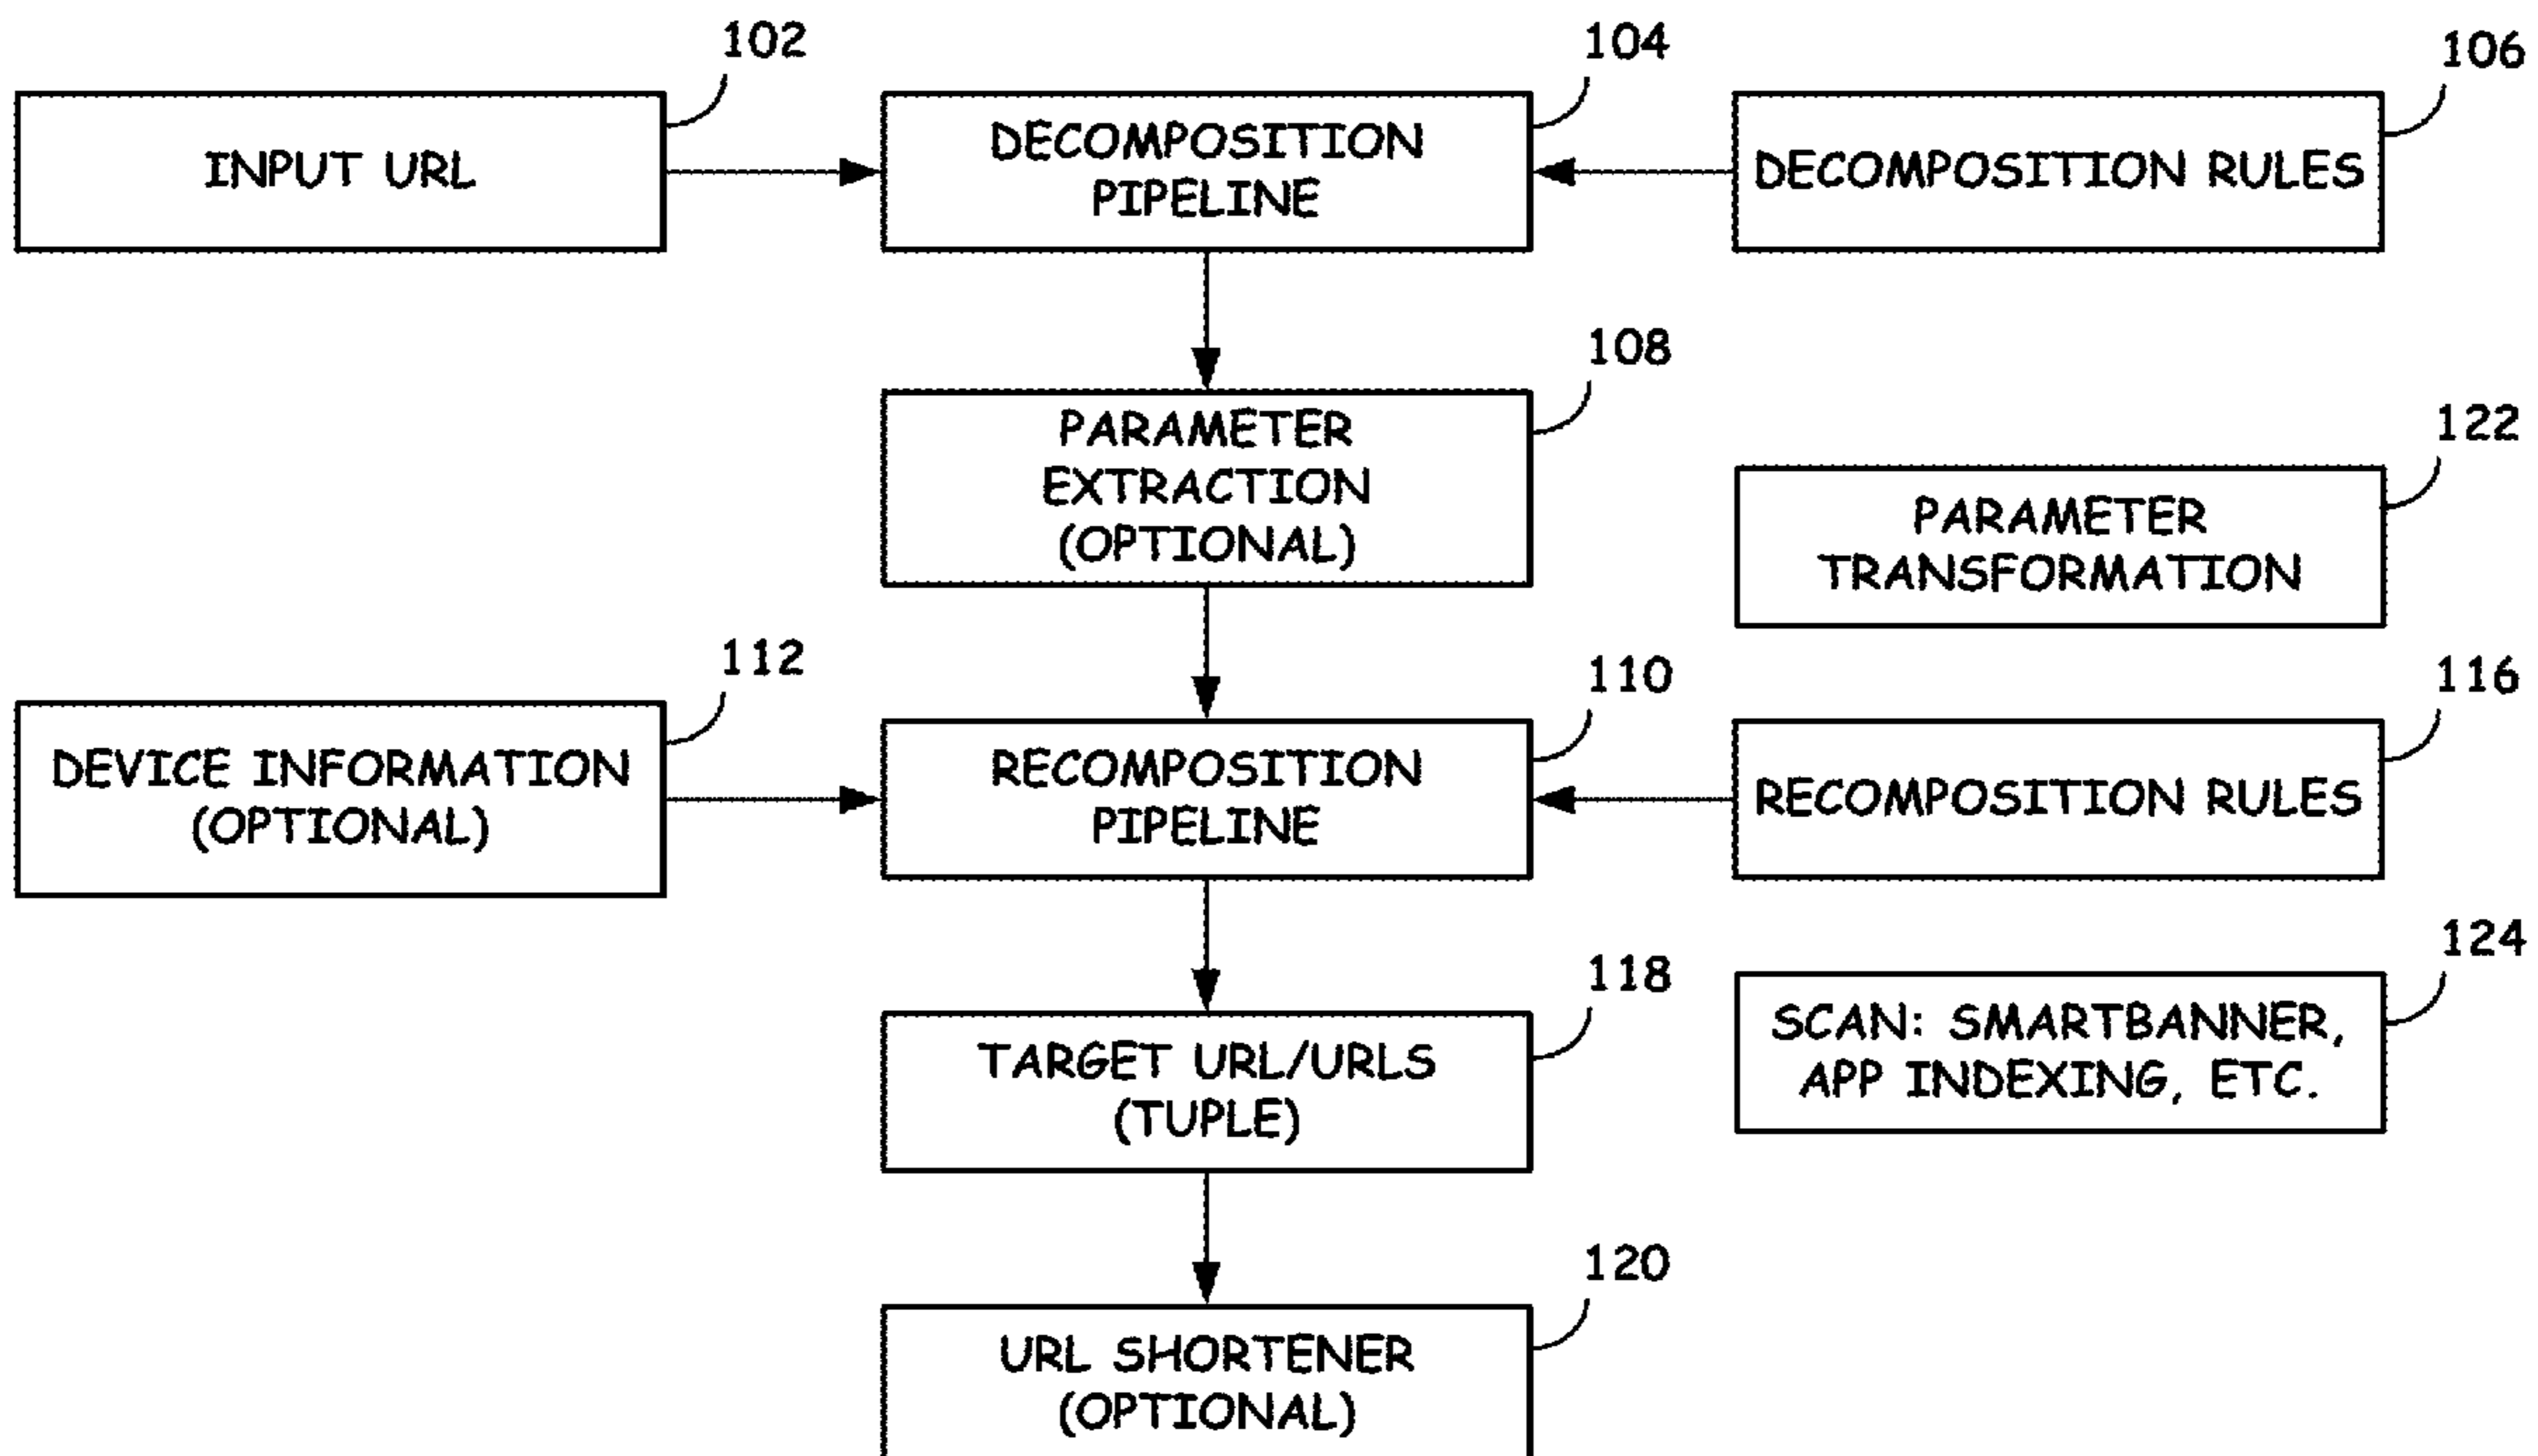 102
104
106
INPUT URL
DECOMPOSITION
PIPELINE
DECOMPOSITION RULES
108
PARAMETER
EXTRACTION
(OPTIONAL)
122
PARAMETER
TRANSFORMATION
112
110
116
DEVICE INFORMATION
(OPTIONAL)
RECOMPOSITION
PIPELINE
RECOMPOSITION RULES
118
124
TARGET URL/URLS
(TUPLE)
SCAN: SMARTBANNER,
APP INDEXING, ETC.
120
URL SHORTENER
(OPTIONAL)